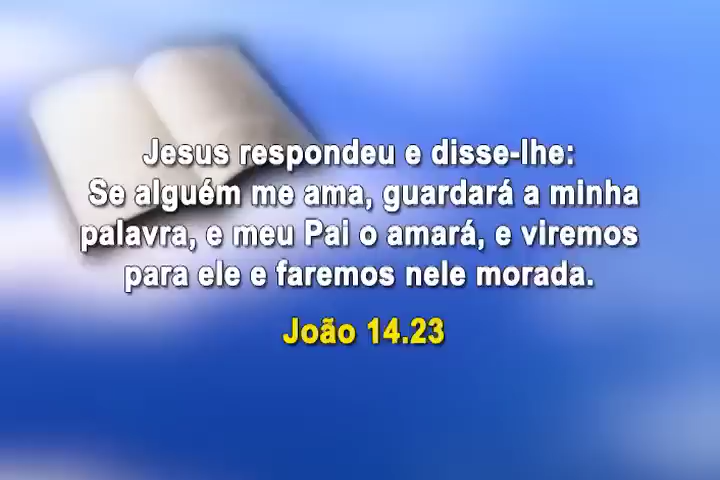 Jesus respondeu e disse-lhe:
Se alguém me ama, guardará a minha
palavra, e meu Pai o amará, e viremos
para ele e faremos nele morada.
João 14.23